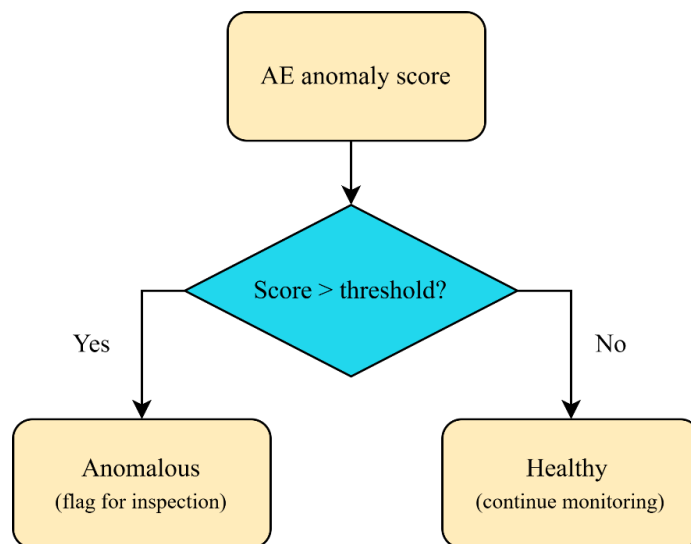 AE anomaly score
Score > threshold?
Yes
No
Anomalous
(flag for inspection)
Healthy
(continue monitoring)